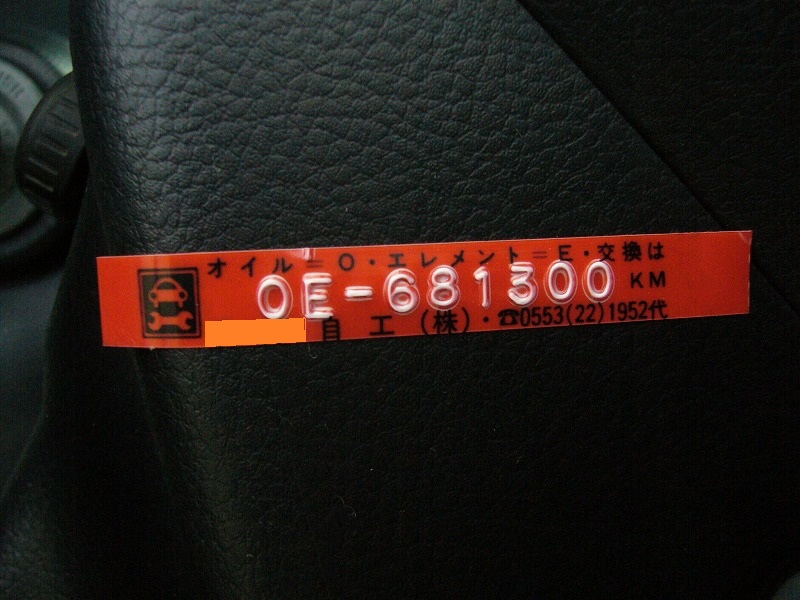 オイル=O・エレメント=E・交換は
OE-681300 KM
自工(株)・☎0553(22)1952代